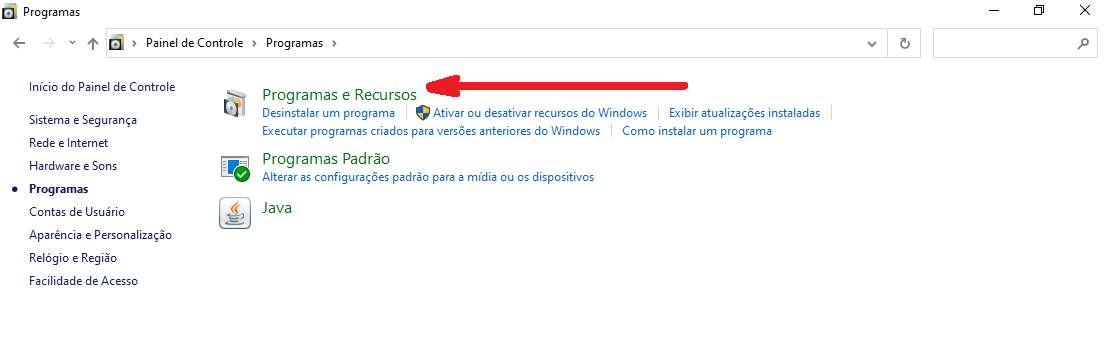 Programas
Painel de Controle > Programas >
Início do Painel de Controle
Sistema e Segurança
Rede e Internet
Hardware e Sons
Programas
Contas de Usuário
Aparência e Personalização
Relógio e Região
Facilidade de Acesso
Programas e Recursos
Desinstalar um programa | Ativar ou desativar recursos do Windows | Exibir atualizações instaladas
Executar programas criados para versões anteriores do Windows | Como instalar um programa
Programas Padrão
Alterar as configurações padrão para a mídia ou os dispositivos
Java